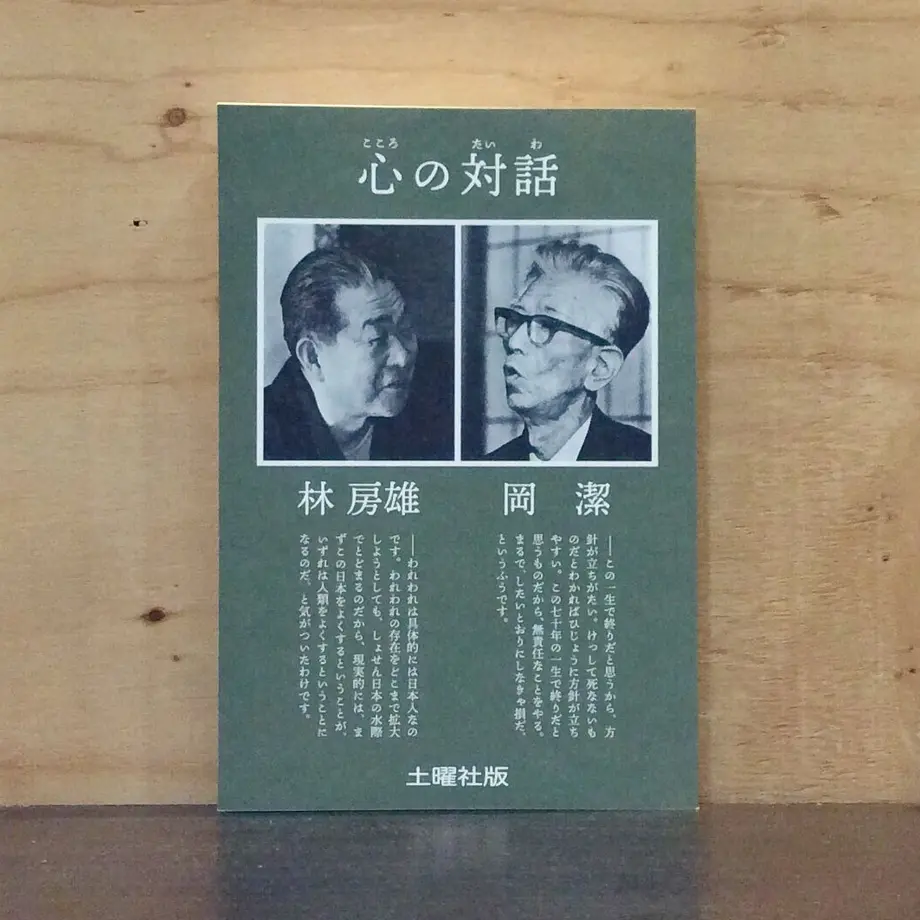 こころ たい わ
心の対話
林 房雄
岡 潔
――われわれは具体的には日本人なの
です。われわれの存在をどこまで拡大
しようとしても、しょせん日本の水際
でとどまるのだから、現実的には、ま
ずこの日本をよくするということが、
いずれは人類をよくするということに
なるのだ、と気がついたわけです。
――この一生で終りだと思うから、方
針が立ちがたい。けっして死なないも
のだとわかればひじょうに方針が立ち
やすい。この七十年の一生で終りだと
思うものだから、無責任なことをやる。
まるで、したいとおりにしなきゃ損だ、
というふうです。
土曜社版